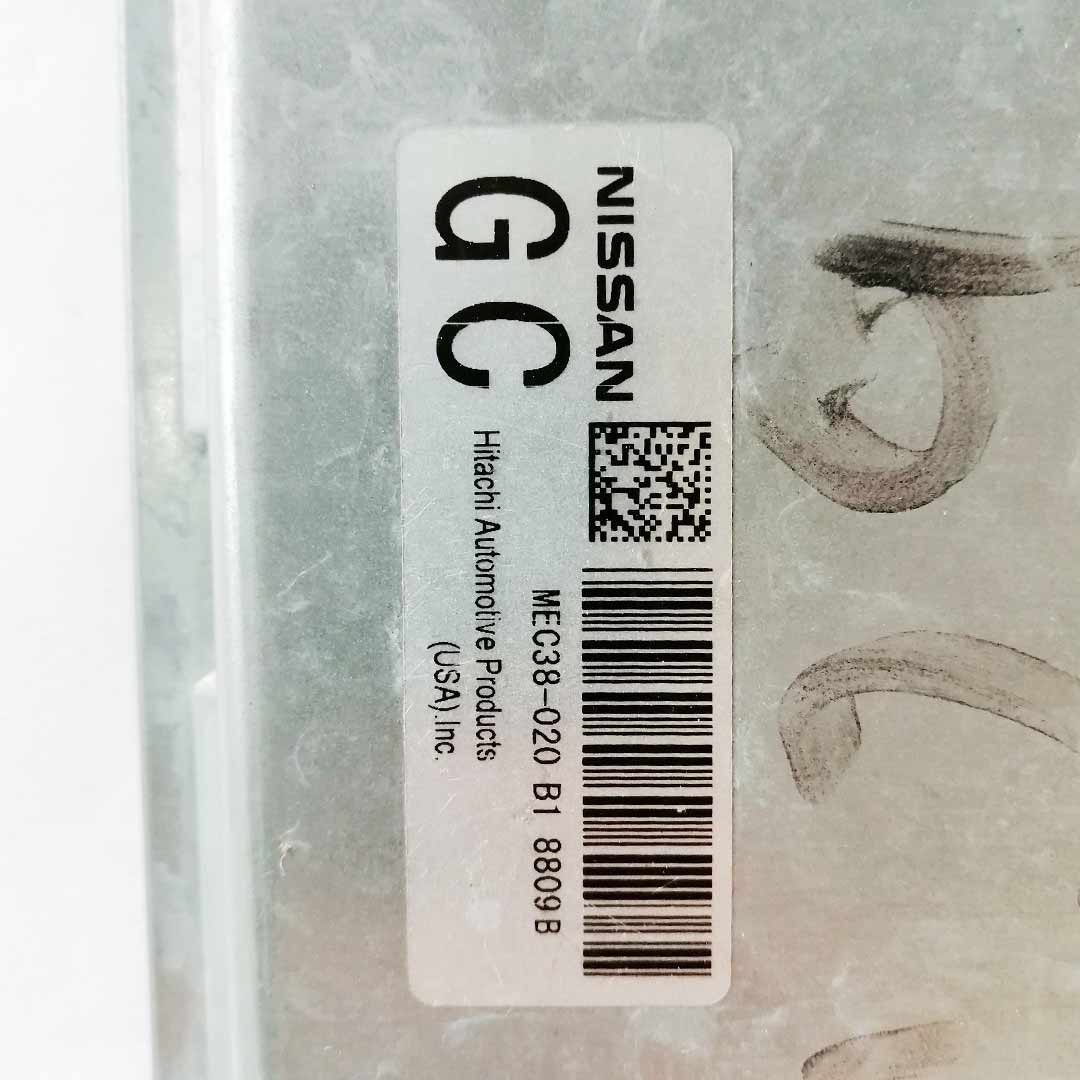 NISSAN
GC
MEC38-020 B1 8809B
Hitachi Automotive Products
(USA).Inc.